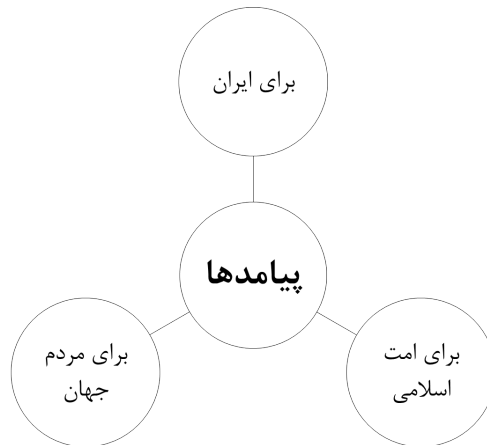 برای ایران
پیامدها
برای امت
اسلامی
برای مردم
جهان